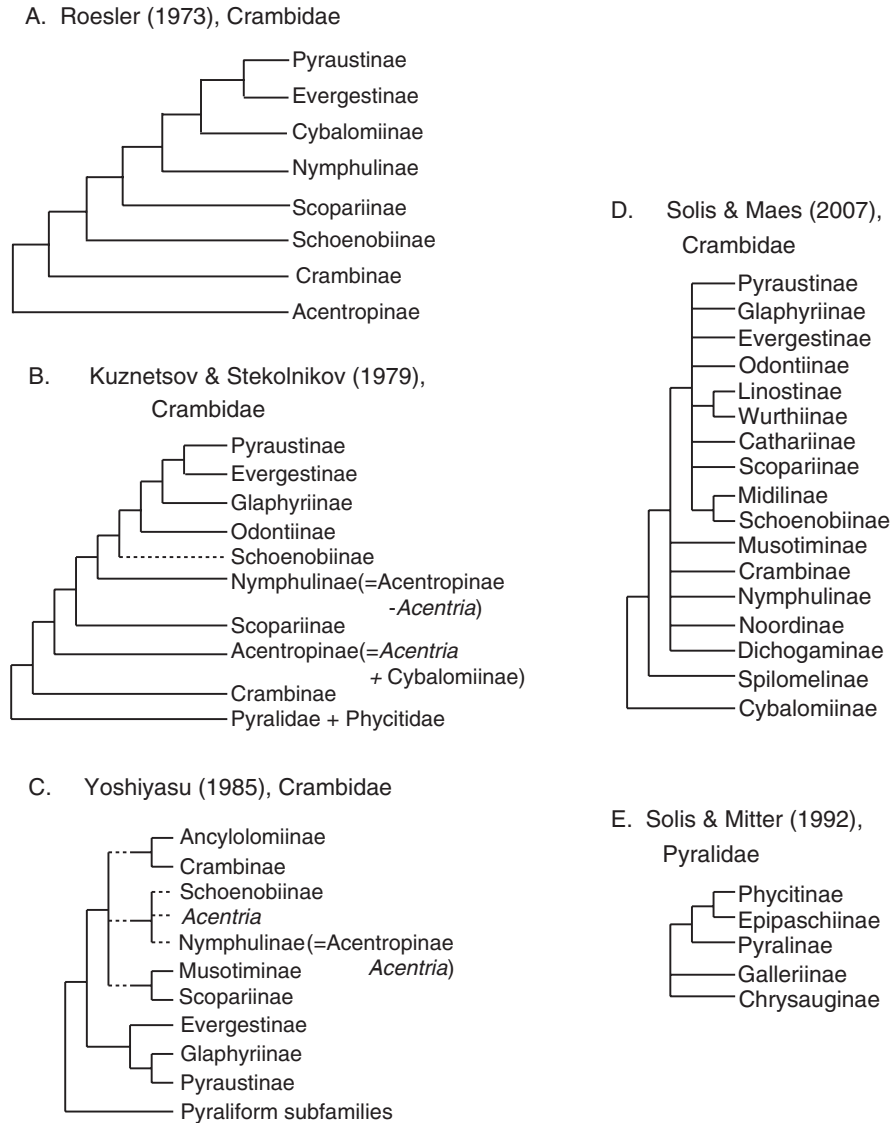 A. Roesler (1973), Crambidae
Pyraustinae
Evergestinae
Cybalomiinae
Nymphulinae
Scopariinae
Schoenobiinae
Crambinae
Acentropinae
B. Kuznetsov & Stekolnikov (1979),
Crambidae
Pyraustinae
Evergestinae
Glaphyriinae
Odontiinae
Schoenobiinae
Nymphulinae(=Acentropinae
-Acentria)
Scopariinae
Acentropinae(=Acentria
+ Cybalomiinae)
Crambinae
Pyralidae + Phycitidae
C. Yoshiyasu (1985), Crambidae
Ancylolomiinae
Crambinae
Schoenobiinae
Acentria
Nymphulinae(=Acentropinae
Acentria)
Musotiminae
Scopariinae
Evergestinae
Glaphyriinae
Pyraustinae
Pyraliform subfamilies
D. Solis & Maes (2007),
Crambidae
Pyraustinae
Glaphyriinae
Evergestinae
Odontiinae
Linostinae
Wurthiinae
Cathariinae
Scopariinae
Midilinae
Schoenobiinae
Musotiminae
Crambinae
Nymphulinae
Noordinae
Dichogaminae
Spilomelinae
Cybalomiinae
E. Solis & Mitter (1992),
Pyralidae
Phycitinae
Epipaschiinae
Pyralinae
Galleriinae
Chrysauginae